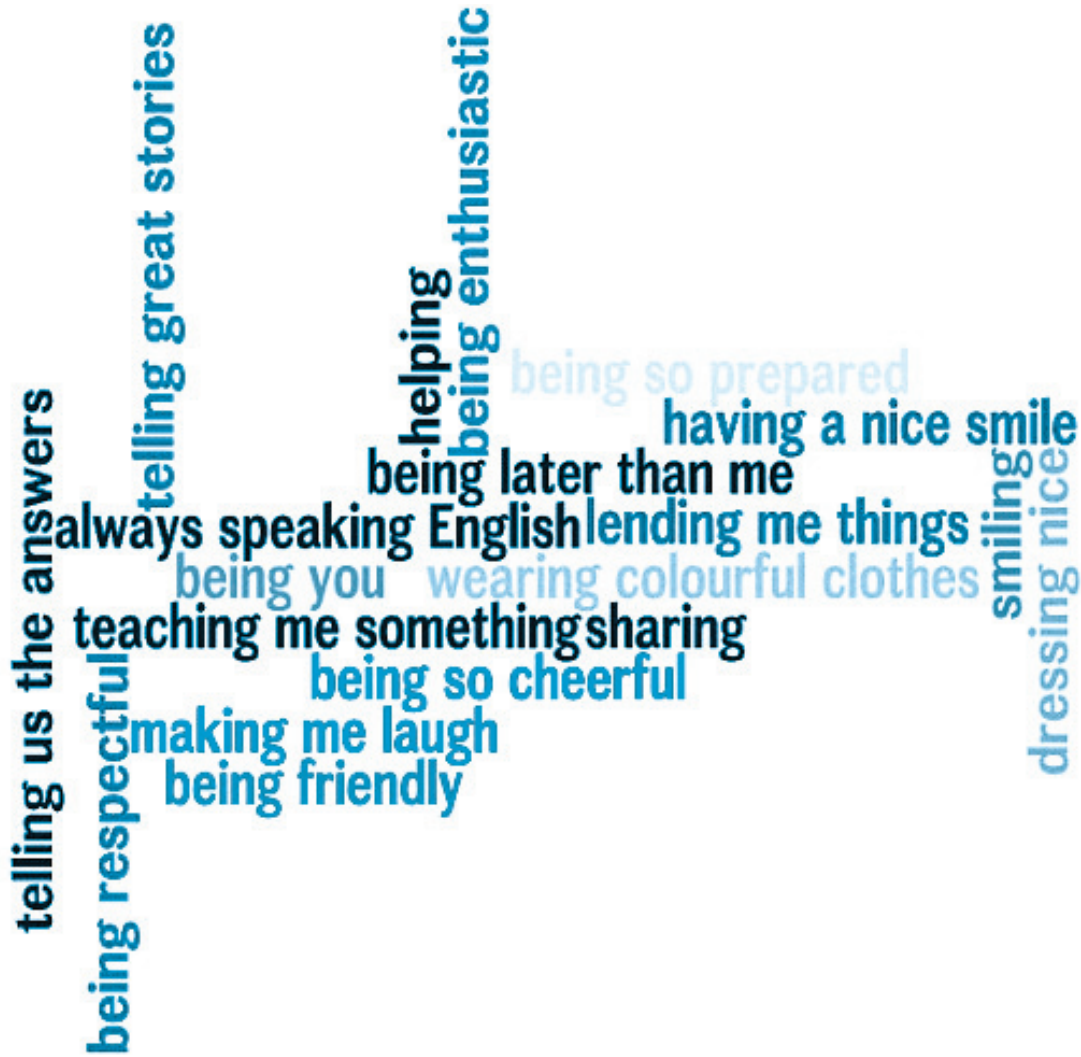 telling great stories
being enthusiastic
helping
being so prepared
having a nice smile
telling us the answers
being later than me
smiling
dressing nice
always speaking English
lending me things
being you
wearing colourful clothes
teaching me something
sharing
being respectful
being so cheerful
making me laugh
being friendly